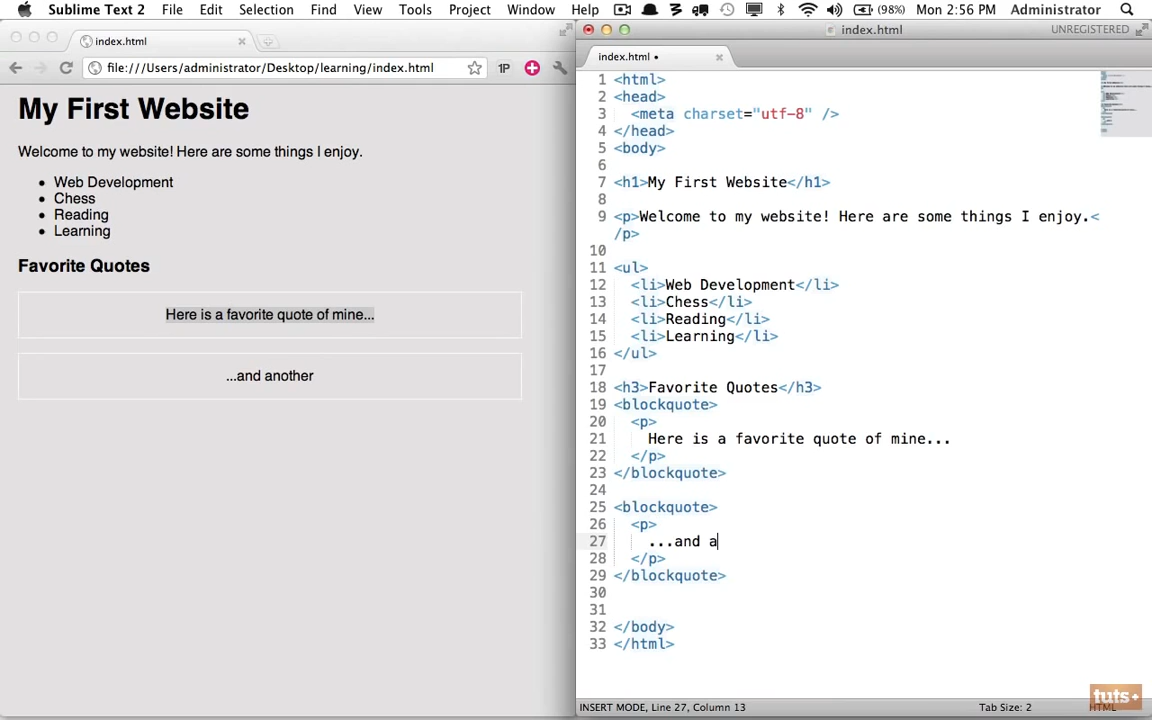 Sublime Text 2 File Edit Selection Find View Tools Project Window Help (98%) Mon 2:56 PM Administrator
index.html
file:///Users/administrator/Desktop/learning/index.html 1P
My First Website
Welcome to my website! Here are some things I enjoy.
Web Development
Chess
Reading
Learning
Favorite Quotes
Here is a favorite quote of mine...
...and another
index.html UNREGISTERED
index.html
1 <html>
2 <head>
3 <meta charset="utf-8" />
4 </head>
5 <body>
6
7 <h1>My First Website</h1>
8
9 <p>Welcome to my website! Here are some things I enjoy.<
/p>
10
11 <ul>
12 <li>Web Development</li>
13 <li>Chess</li>
14 <li>Reading</li>
15 <li>Learning</li>
16 </ul>
17
18 <h3>Favorite Quotes</h3>
19 <blockquote>
20 <p>
21 Here is a favorite quote of mine...
22 </p>
23 </blockquote>
24
25 <blockquote>
26 <p>
27 ...and a
28 </p>
29 </blockquote>
30
31
32 </body>
33 </html>
tuts+
INSERT MODE, Line 27, Column 13 Tab Size: 2 HTML